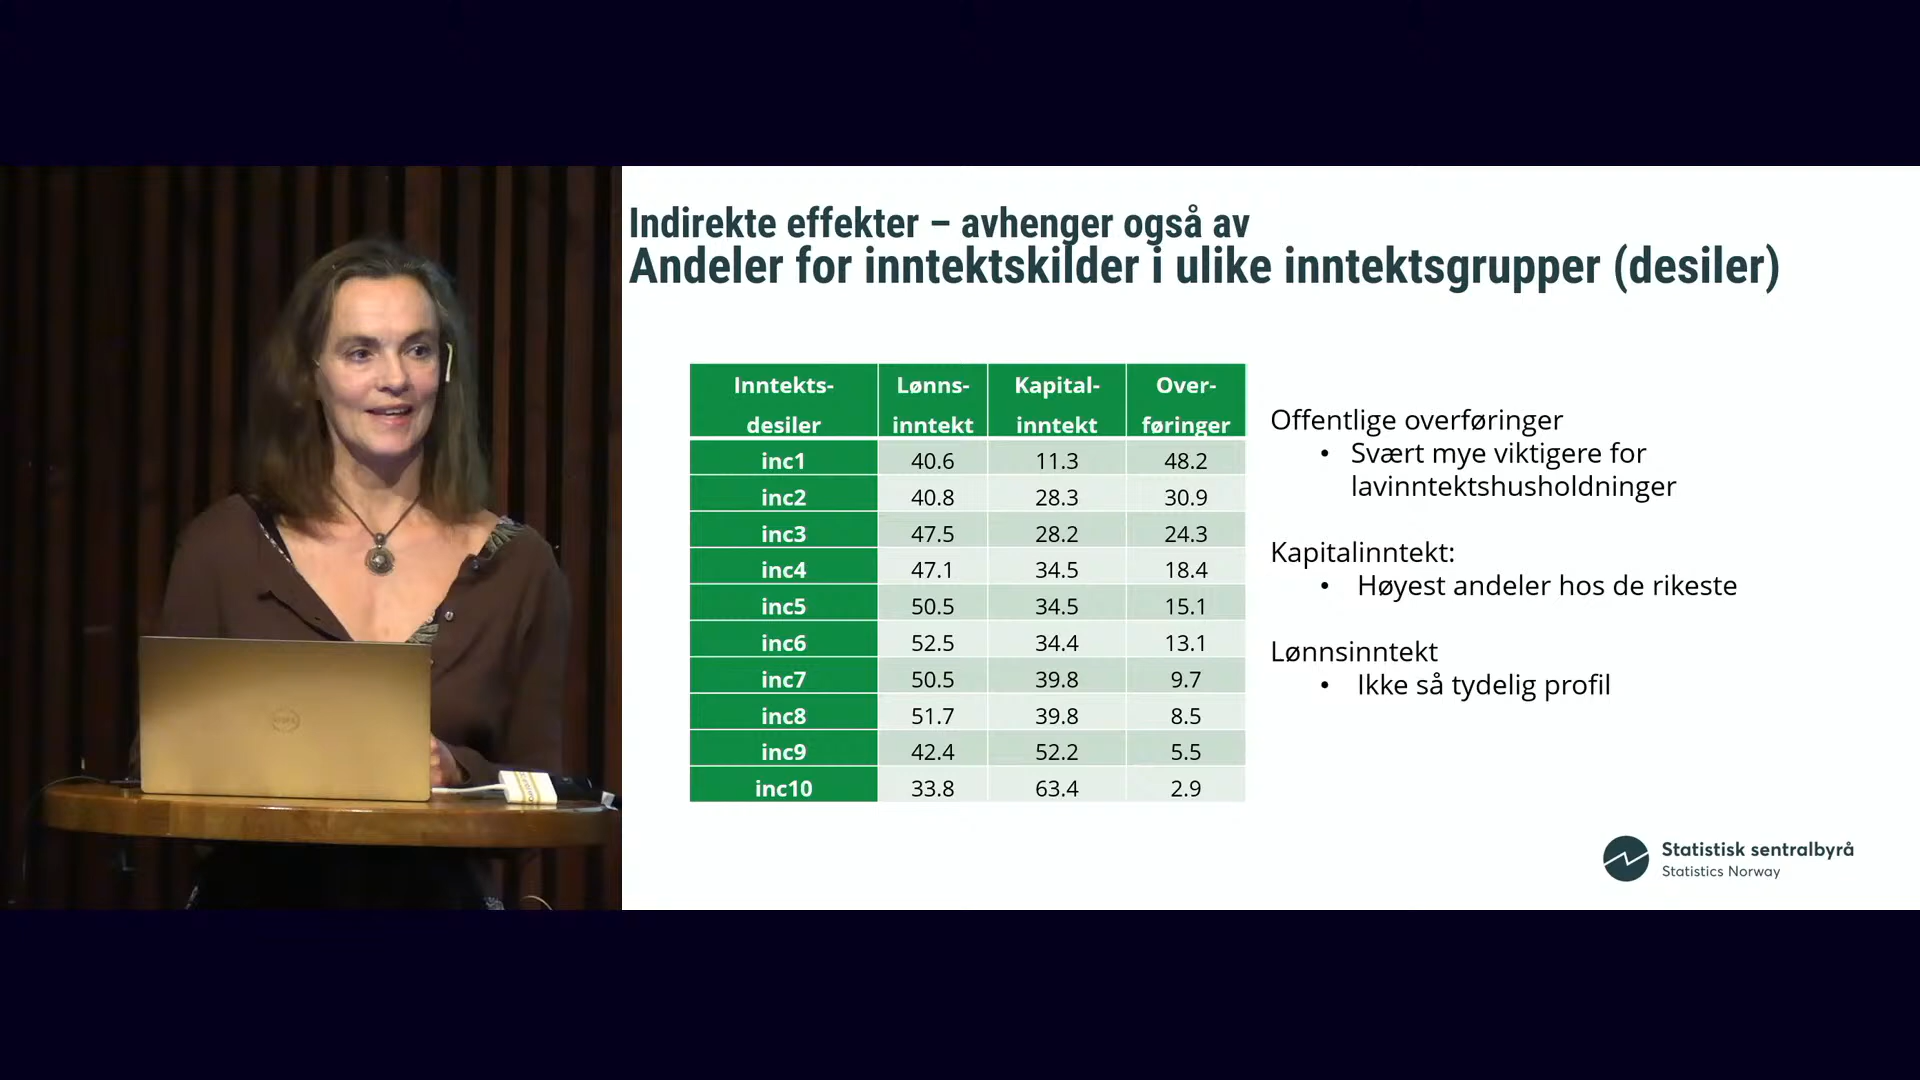 Indirekte effekter – avhenger også av
Andeler for inntektskilder i ulike inntektsgrupper (desiler)
Inntekts- Lønns- Kapital- Over-
desiler inntekt inntekt føringer
inc1 40.6 11.3 48.2
inc2 40.8 28.3 30.9
inc3 47.5 28.2 24.3
inc4 47.1 34.5 18.4
inc5 50.5 34.5 15.1
inc6 52.5 34.4 13.1
inc7 50.5 39.8 9.7
inc8 51.7 39.8 8.5
inc9 42.4 52.2 5.5
inc10 33.8 63.4 2.9
Offentlige overføringer
• Svært mye viktigere for
lavinntektshusholdninger
Kapitalinntekt:
• Høyest andeler hos de rikeste
Lønnsinntekt
• Ikke så tydelig profil
Statistisk sentralbyrå
Statistics Norway